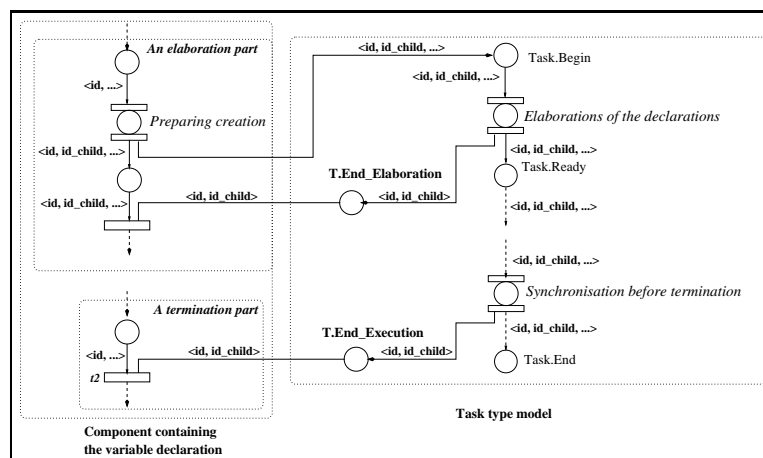 An elaboration part
<id, id_child, ...>
Task.Begin
<id, ...>
<id, id_child, ...>
Preparing creation
Elaborations of the declarations
<id, id_child, ...>
<id, id_child, ...>
T.End_Elaboration
Task.Ready
<id, id_child, ...>
<id, id_child>
<id, id_child>
<id, id_child, ...>
<id, id_child, ...>
Synchronisation before termination
A termination part
T.End_Execution
<id, id_child, ...>
<id, ...>
<id, id_child>
<id, id_child>
Task.End
t2
Task type model
Component containing
the variable declaration